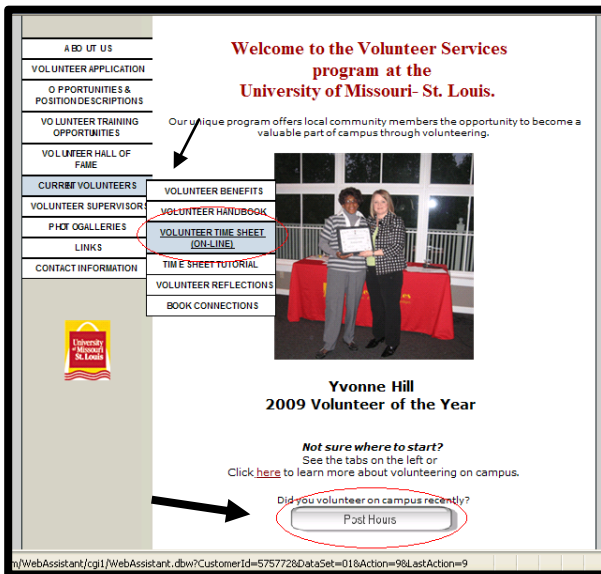 ABOUT US
VOLUNTEER APPLICATION
OPPORTUNITIES &
POSITION DESCRIPTIONS
VOLUNTEER TRAINING
OPPORTUNITIES
VOLUNTEER HALL OF
FAME
CURRENT VOLUNTEERS
VOLUNTEER SUPERVISORS
PHOTOGALLERIES
LINKS
CONTACT INFORMATION
VOLUNTEER BENEFITS
VOLUNTEER HANDBOOK
VOLUNTEER TIME SHEET
(ON-LINE)
TIME SHEET TUTORIAL
VOLUNTEER REFLECTIONS
BOOK CONNECTIONS
University
of Missouri
St. Louis
Welcome to the Volunteer Services
program at the
University of Missouri- St. Louis.
Our unique program offers local community members the opportunity to become a
valuable part of campus through volunteering.
Yvonne Hill
2009 Volunteer of the Year
Not sure where to start?
See the tabs on the left or
Click here to learn more about volunteering on campus.
Did you volunteer on campus recently?
Post Hours
m/WebAssistant/cgi1/WebAssistant.dbw?CustomerId=575772&DataSet=01&Action=9&LastAction=9